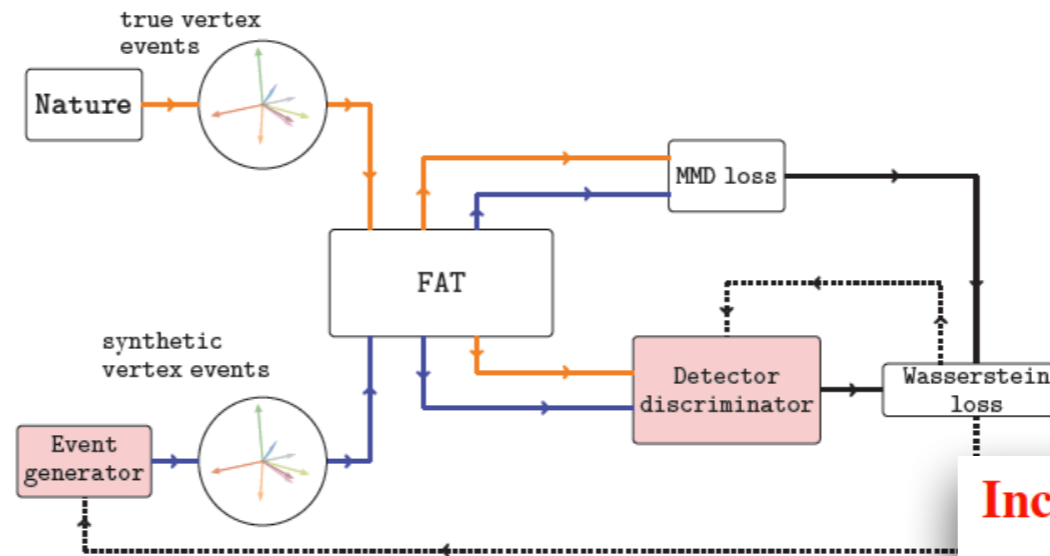 true vertex
events
Nature
MMD loss
FAT
synthetic
vertex events
Detector
discriminator
Wasserstein
loss
Event
generator
Inc